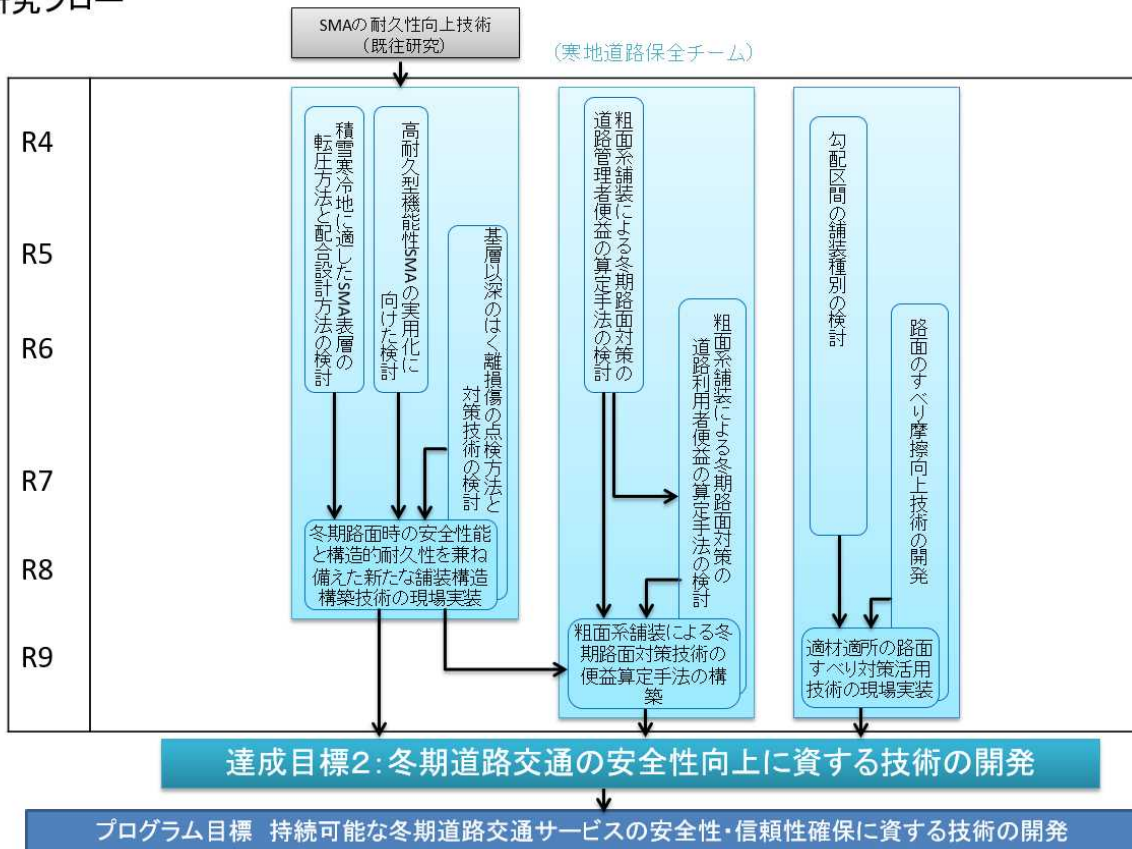 研究フロー
SMAの耐久性向上技術
（既往研究）
（寒地道路保全チーム）
R4
R5
R6
R7
R8
R9
積雪寒冷地に適したSMA表層の
転圧方法と配合設計方法の検討
高耐久型機能性SMAの実用化に
向けた検討
基層以深のはく離損傷の点検方法と
対策技術の検討
冬期路面時の安全性能
と構造的耐久性を兼ね
備えた新たな舗装構造
構築技術の現場実装
粗面系舗装による冬期路面対策の
道路管理者便益の算定手法の検討
粗面系舗装による冬期路面対策の
道路利用者便益の算定手法の検討
粗面系舗装による冬
期路面対策技術の
便益算定手法の構
築
勾配区間の舗装種別の検討
路面のすべり摩擦向上技術の開発
適材適所の路面
すべり対策活用
技術の現場実装
達成目標2：冬期道路交通の安全性向上に資する技術の開発
プログラム目標　持続可能な冬期道路交通サービスの安全性・信頼性確保に資する技術の開発